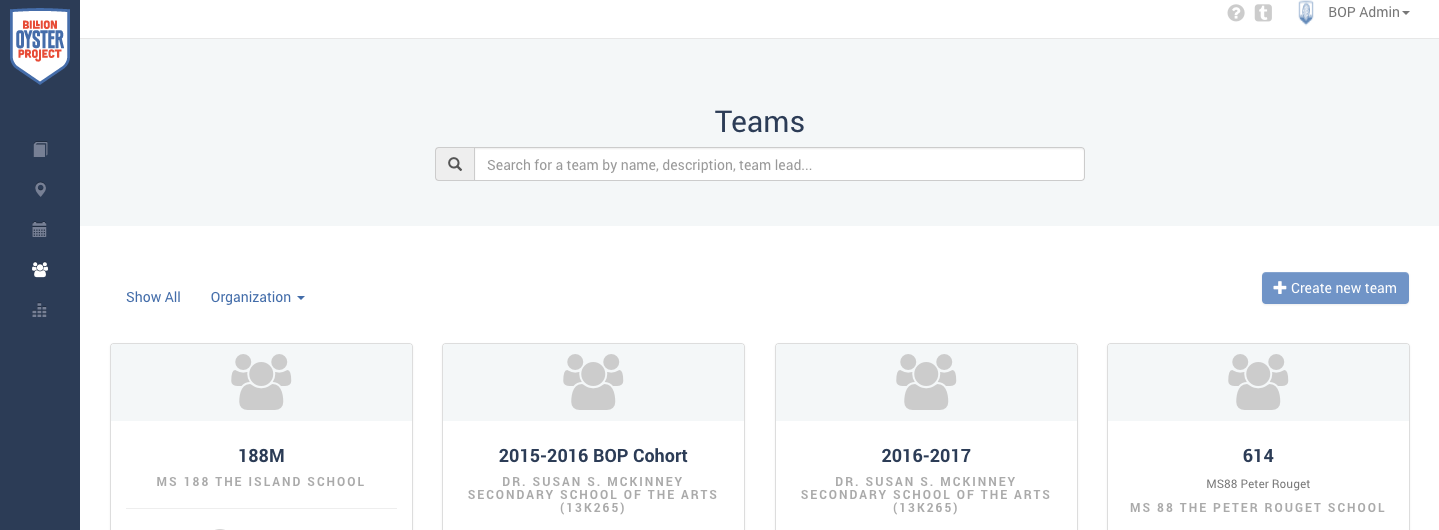 BILLION
OYSTER
PROJECT
BOP Admin
Teams
Search for a team by name, description, team lead...
Show All Organization
Create new team
188M
MS 188 THE ISLAND SCHOOL
2015-2016 BOP Cohort
DR. SUSAN S. MCKINNEY
SECONDARY SCHOOL OF THE ARTS
(13K265)
2016-2017
DR. SUSAN S. MCKINNEY
SECONDARY SCHOOL OF THE ARTS
(13K265)
614
MS88 Peter Rouget
MS 88 THE PETER ROUGET SCHOOL